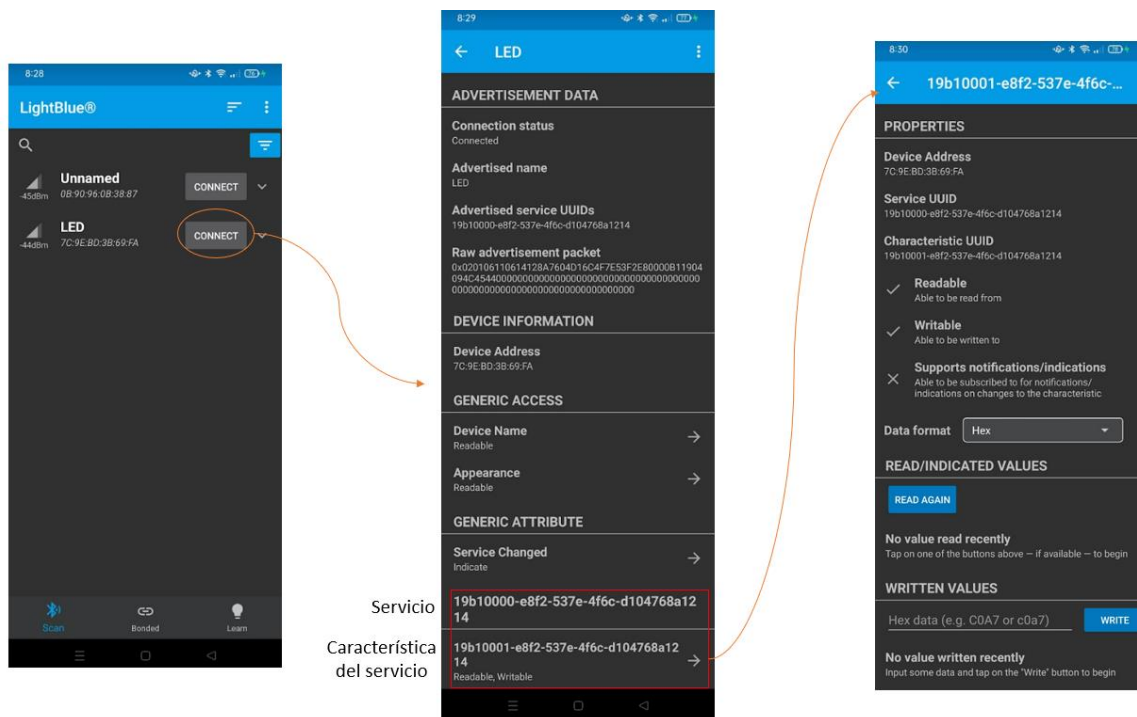 8:28
LightBlue®
Unnamed
-45dBm
0B:90:96:0B:38:87
CONNECT
LED
-44dBm
7C:9E:BD:3B:69:FA
CONNECT
Scan
Bonded
Learn
8:29
LED
ADVERTISEMENT DATA
Connection status
Connected
Advertised name
LED
Advertised service UUIDs
19b10000-e8f2-537e-4f6c-d104768a1214
Raw advertisement packet
DEVICE INFORMATION
Device Address
7C:9E:BD:3B:69:FA
GENERIC ACCESS
Device Name
Readable
Appearance
Readable
GENERIC ATTRIBUTE
Service Changed
Indicate
Servicio
19b10000-e8f2-537e-4f6c-d104768a12
14
Característica
del servicio
19b10001-e8f2-537e-4f6c-d104768a12
14
Readable, Writable
8:30
19b10001-e8f2-537e-4f6c-...
PROPERTIES
Device Address
7C:9E:BD:3B:69:FA
Service UUID
19b10000-e8f2-537e-4f6c-d104768a1214
Characteristic UUID
19b10001-e8f2-537e-4f6c-d104768a1214
Readable
Able to be read from
Writable
Able to be written to
Supports notifications/indications
Able to be subscribed to for notifications/
indications on changes to the characteristic
Data format
Hex
READ/INDICATED VALUES
READ AGAIN
No value read recently
Tap on one of the buttons above — if available — to begin
WRITTEN VALUES
Hex data (e.g. C0A7 or c0a7)
WRITE
No value written recently
Input some data and tap on the "Write" button to begin